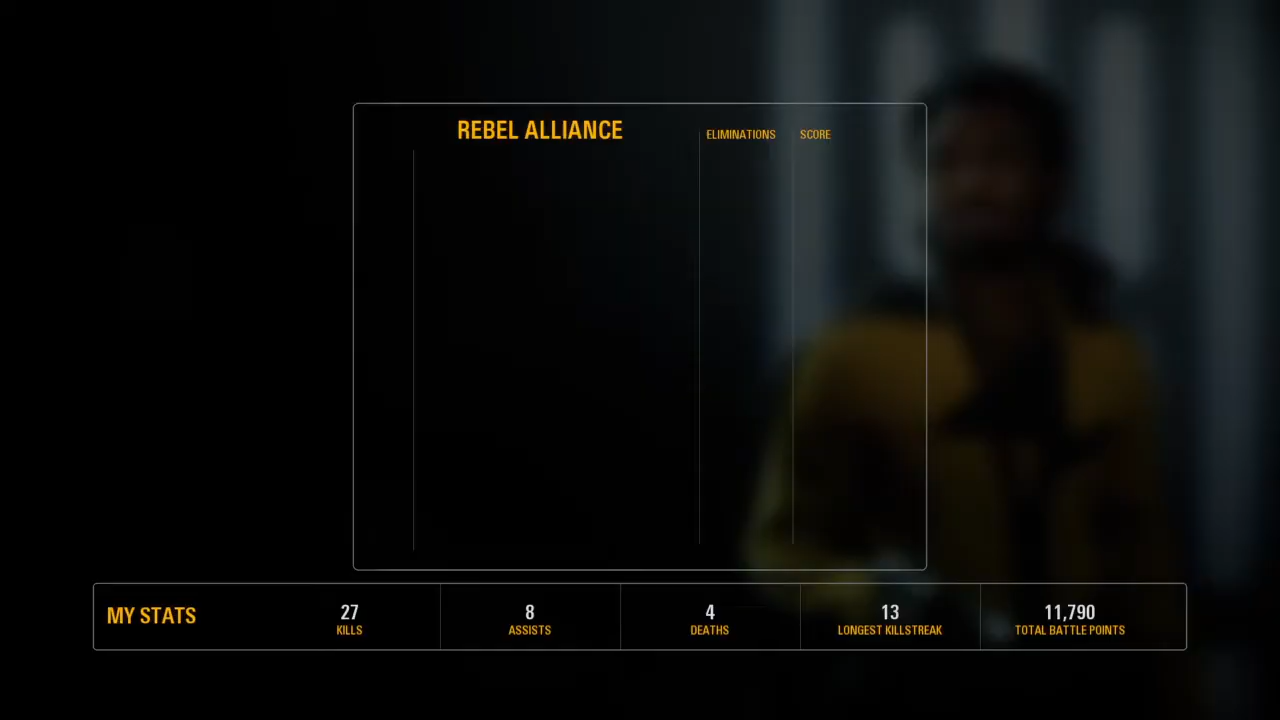 REBEL ALLIANCE
ELIMINATIONS
SCORE
MY STATS
27
KILLS
8
ASSISTS
4
DEATHS
13
LONGEST KILLSTREAK
11,790
TOTAL BATTLE POINTS